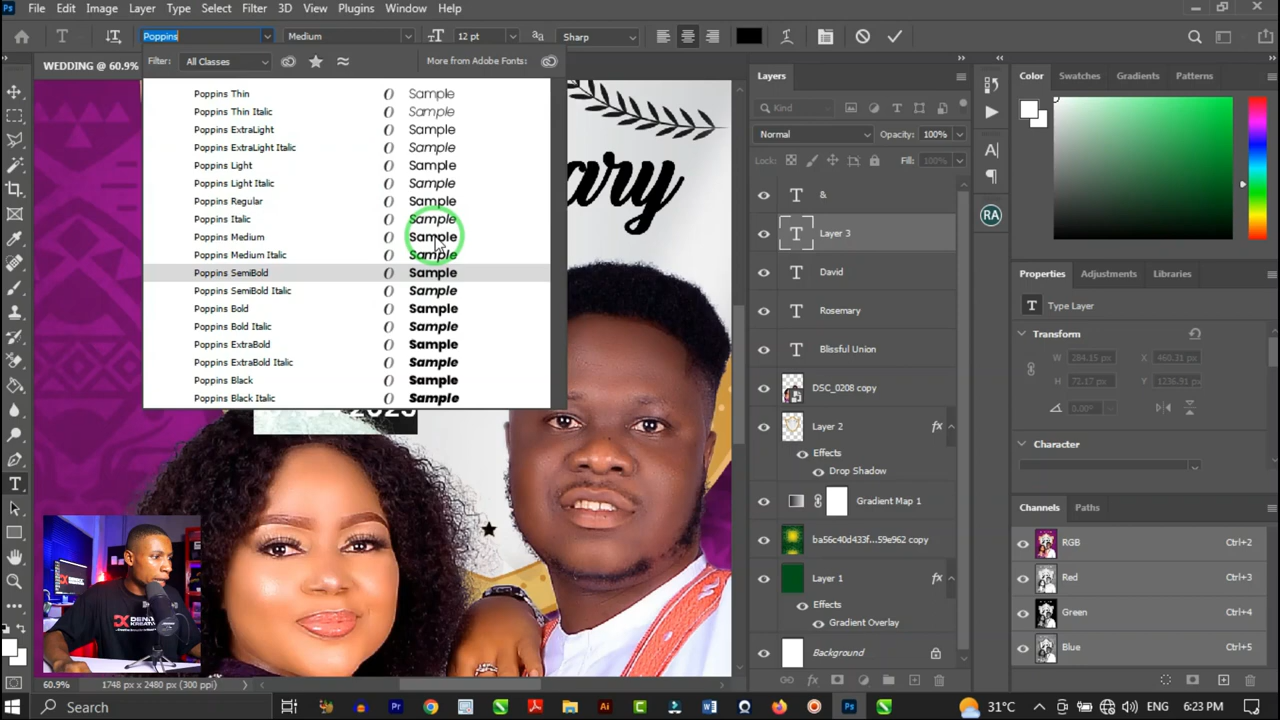 Ps File Edit Image Layer Type Select Filter 3D View Plugins Window Help
T Poppins Medium 12 pt Sharp
WEDDING @ 60.9%
Filter: All Classes More from Adobe Fonts:
Poppins Thin Sample
Poppins Thin Italic Sample
Poppins ExtraLight Sample
Poppins ExtraLight Italic Sample
Poppins Light Sample
Poppins Light Italic Sample
Poppins Regular Sample
Poppins Italic Sample
Poppins Medium Sample
Poppins Medium Italic Sample
Poppins SemiBold Sample
Poppins SemiBold Italic Sample
Poppins Bold Sample
Poppins Bold Italic Sample
Poppins ExtraBold Sample
Poppins ExtraBold Italic Sample
Poppins Black Sample
Poppins Black Italic Sample
ary
2023
60.9% 1748 px x 2480 px (300 ppi)
Layers
Kind
Normal Opacity: 100%
Lock: Fill: 100%
T &
T Layer 3
T David
T Rosemary
T Blissful Union
DSC_0208 copy
Layer 2 fx
Effects
Drop Shadow
Gradient Map 1
ba56c40d433f...59e962 copy
Layer 1 fx
Effects
Gradient Overlay
Background
RA
Color Swatches Gradients Patterns
Properties Adjustments Libraries
T Type Layer
Transform
W 284.15 px X 460.31 px
H 72.17 px Y 1236.91 px
0.00°
Character
Channels Paths
RGB Ctrl+2
Red Ctrl+3
Green Ctrl+4
Blue Ctrl+5
Search
31°C ENG 6:23 PM